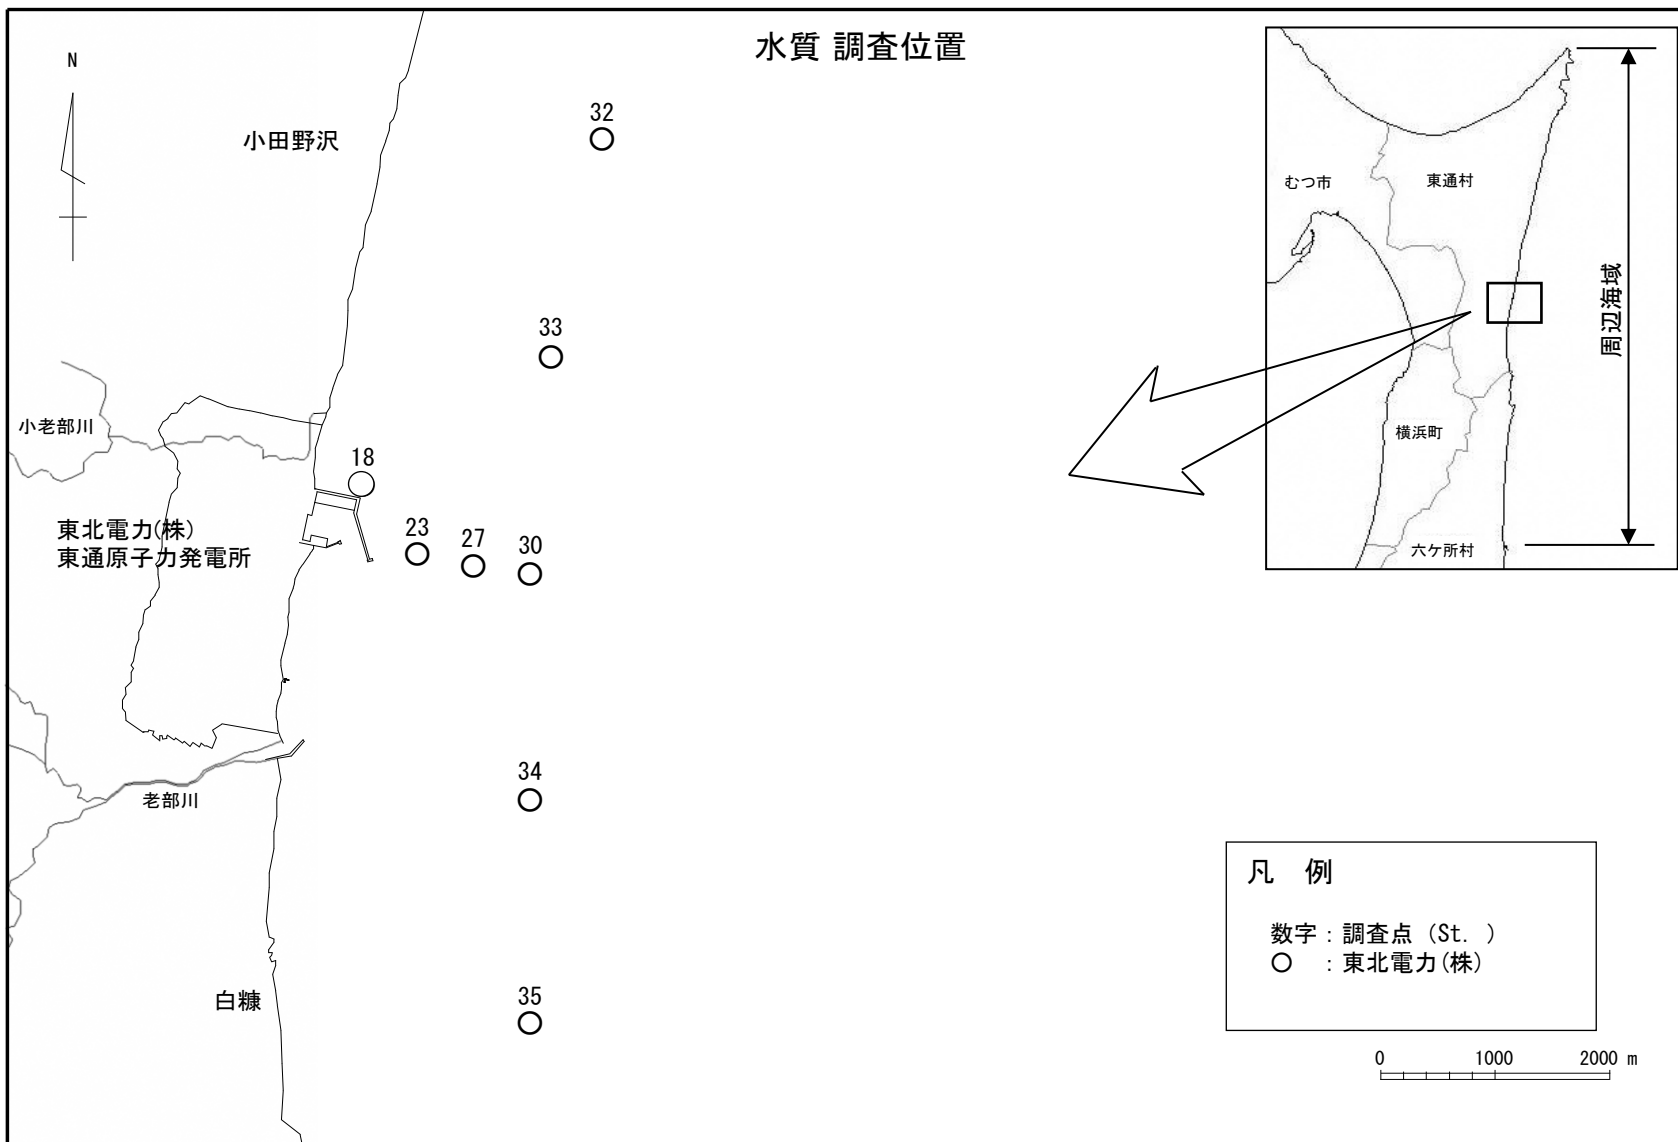 水質 調査位置
N
小田野沢
32
33
小老部川
18
東北電力(株)
東通原子力発電所
23
27
30
34
老部川
白糠
35
むつ市
東通村
周辺海域
横浜町
六ケ所村
凡 例
数字：調査点（St. ）
○ ：東北電力(株)
0 1000 2000 m